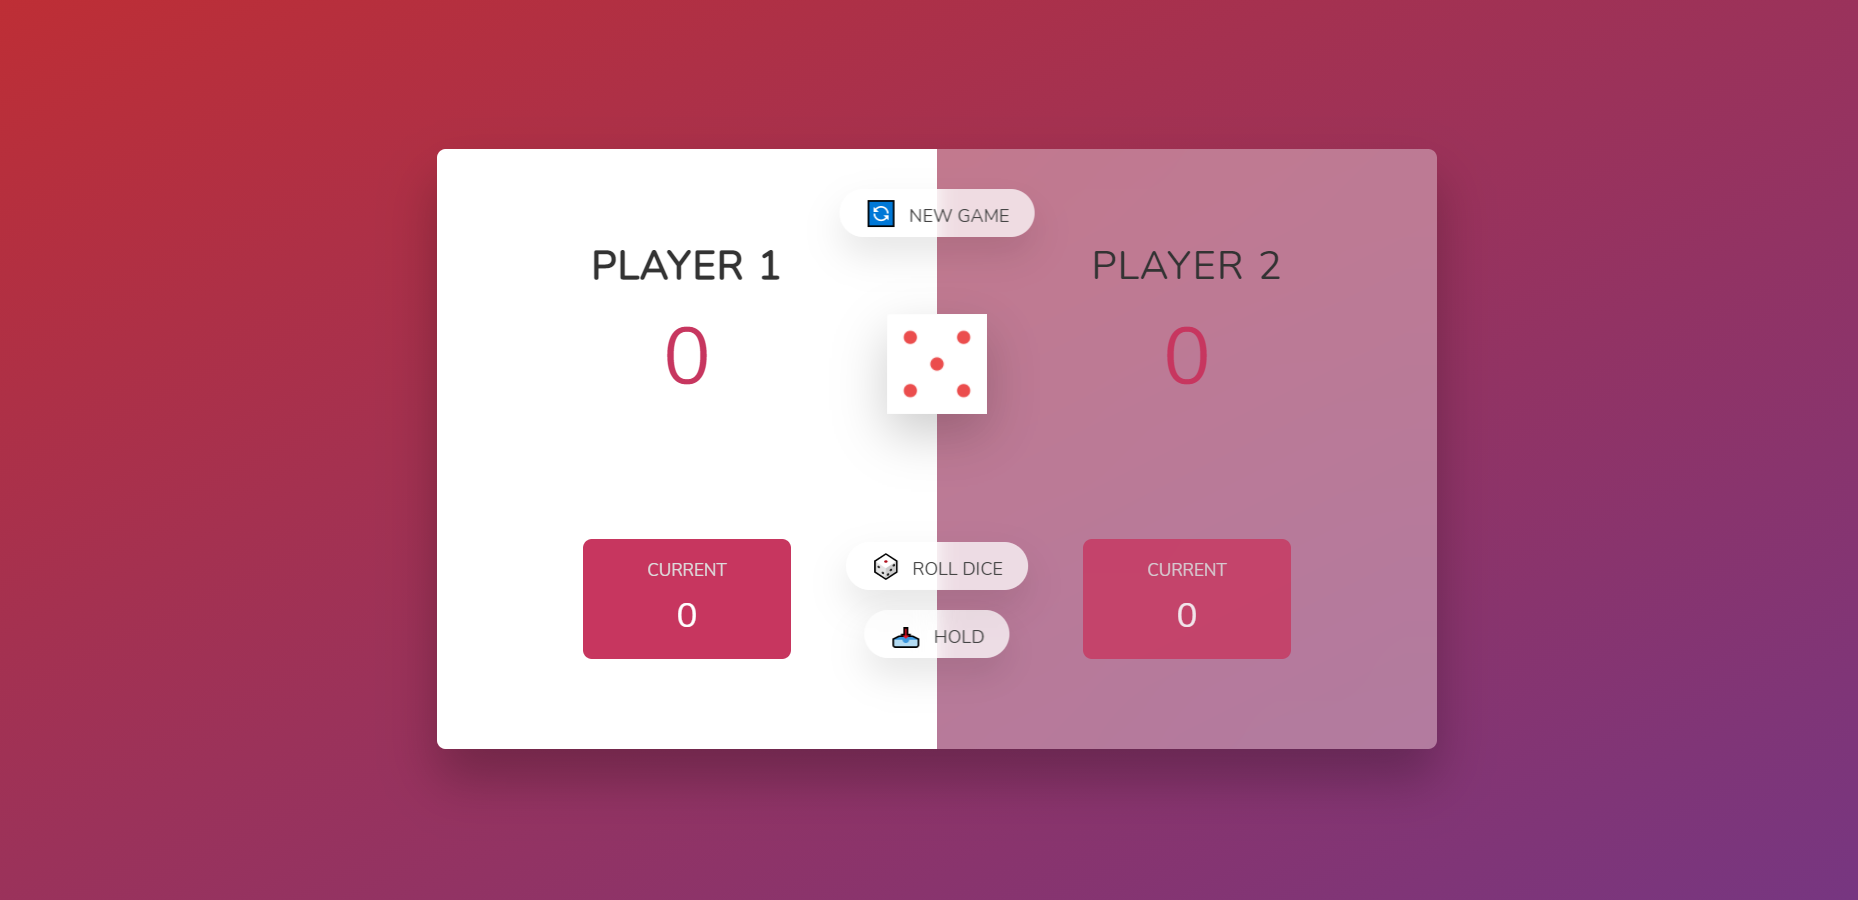 NEW GAME
PLAYER 1
0
PLAYER 2
0
CURRENT
0
ROLL DICE
HOLD
CURRENT
0